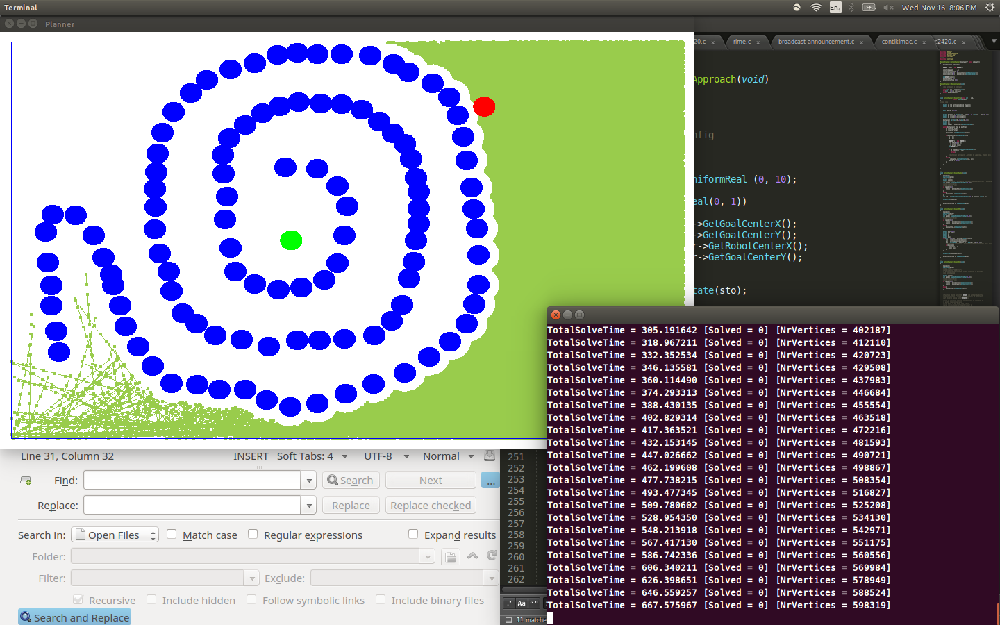 Terminal
En1
Wed Nov 16 8:06 PM
Planner
20.c ×
rime.c ×
broadcast-announcement.c ×
contikimac.c ×
c2420.c ×
Approach(void)
nfig
niformReal (0, 10);
eal(0, 1))
->GetGoalCenterX();
->GetGoalCenterY();
r->GetRobotCenterX();
r->GetGoalCenterY();
tate(sto);
TotalSolveTime = 305.191642 [Solved = 0] [NrVertices = 402187]
TotalSolveTime = 318.967211 [Solved = 0] [NrVertices = 412110]
TotalSolveTime = 332.352534 [Solved = 0] [NrVertices = 420723]
TotalSolveTime = 346.135581 [Solved = 0] [NrVertices = 429508]
TotalSolveTime = 360.114490 [Solved = 0] [NrVertices = 437983]
TotalSolveTime = 374.293313 [Solved = 0] [NrVertices = 446684]
TotalSolveTime = 388.430135 [Solved = 0] [NrVertices = 455554]
TotalSolveTime = 402.829314 [Solved = 0] [NrVertices = 463518]
TotalSolveTime = 417.363521 [Solved = 0] [NrVertices = 472216]
TotalSolveTime = 432.153145 [Solved = 0] [NrVertices = 481593]
TotalSolveTime = 447.026662 [Solved = 0] [NrVertices = 490721]
TotalSolveTime = 462.199608 [Solved = 0] [NrVertices = 498867]
TotalSolveTime = 477.738215 [Solved = 0] [NrVertices = 508354]
TotalSolveTime = 493.477345 [Solved = 0] [NrVertices = 516827]
TotalSolveTime = 509.780602 [Solved = 0] [NrVertices = 525208]
TotalSolveTime = 528.954350 [Solved = 0] [NrVertices = 534130]
TotalSolveTime = 548.213918 [Solved = 0] [NrVertices = 542971]
TotalSolveTime = 567.417130 [Solved = 0] [NrVertices = 551175]
TotalSolveTime = 586.742336 [Solved = 0] [NrVertices = 560556]
TotalSolveTime = 606.340211 [Solved = 0] [NrVertices = 569984]
TotalSolveTime = 626.398651 [Solved = 0] [NrVertices = 578949]
TotalSolveTime = 646.559257 [Solved = 0] [NrVertices = 588524]
TotalSolveTime = 667.575967 [Solved = 0] [NrVertices = 598319]
Line 31, Column 32
INSERT
Soft Tabs: 4
UTF-8
Normal
Find:
Search
Next
...
Replace:
Replace
Replace checked
Search in:
Open Files
Match case
Regular expressions
Expand results
Folder:
Filter:
Exclude:
Recursive
Include hidden
Follow symbolic links
Include binary files
Search and Replace
251
252
253
254
255
256
257
258
259
260
261
262
.* Aa “”
11 matche